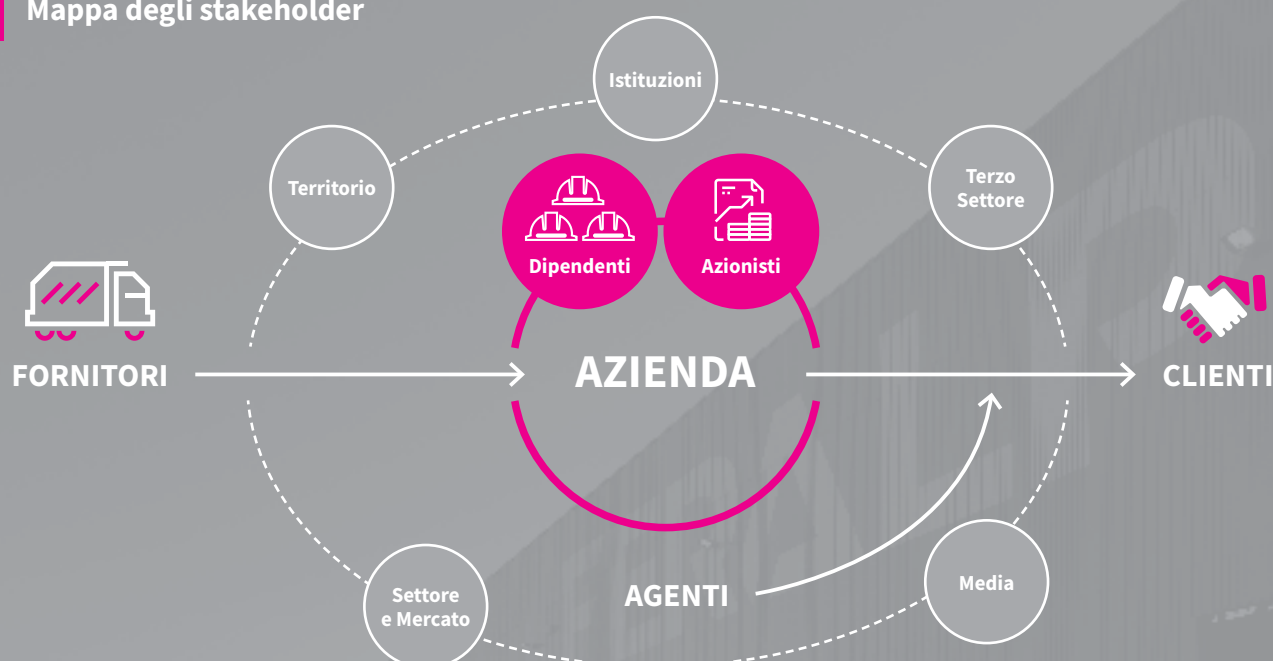 Mappa degli stakeholder
Istituzioni
Territorio
Terzo
Settore
Dipendenti
Azionisti
FORNITORI
AZIENDA
CLIENTI
AGENTI
Media
Settore
e Mercato